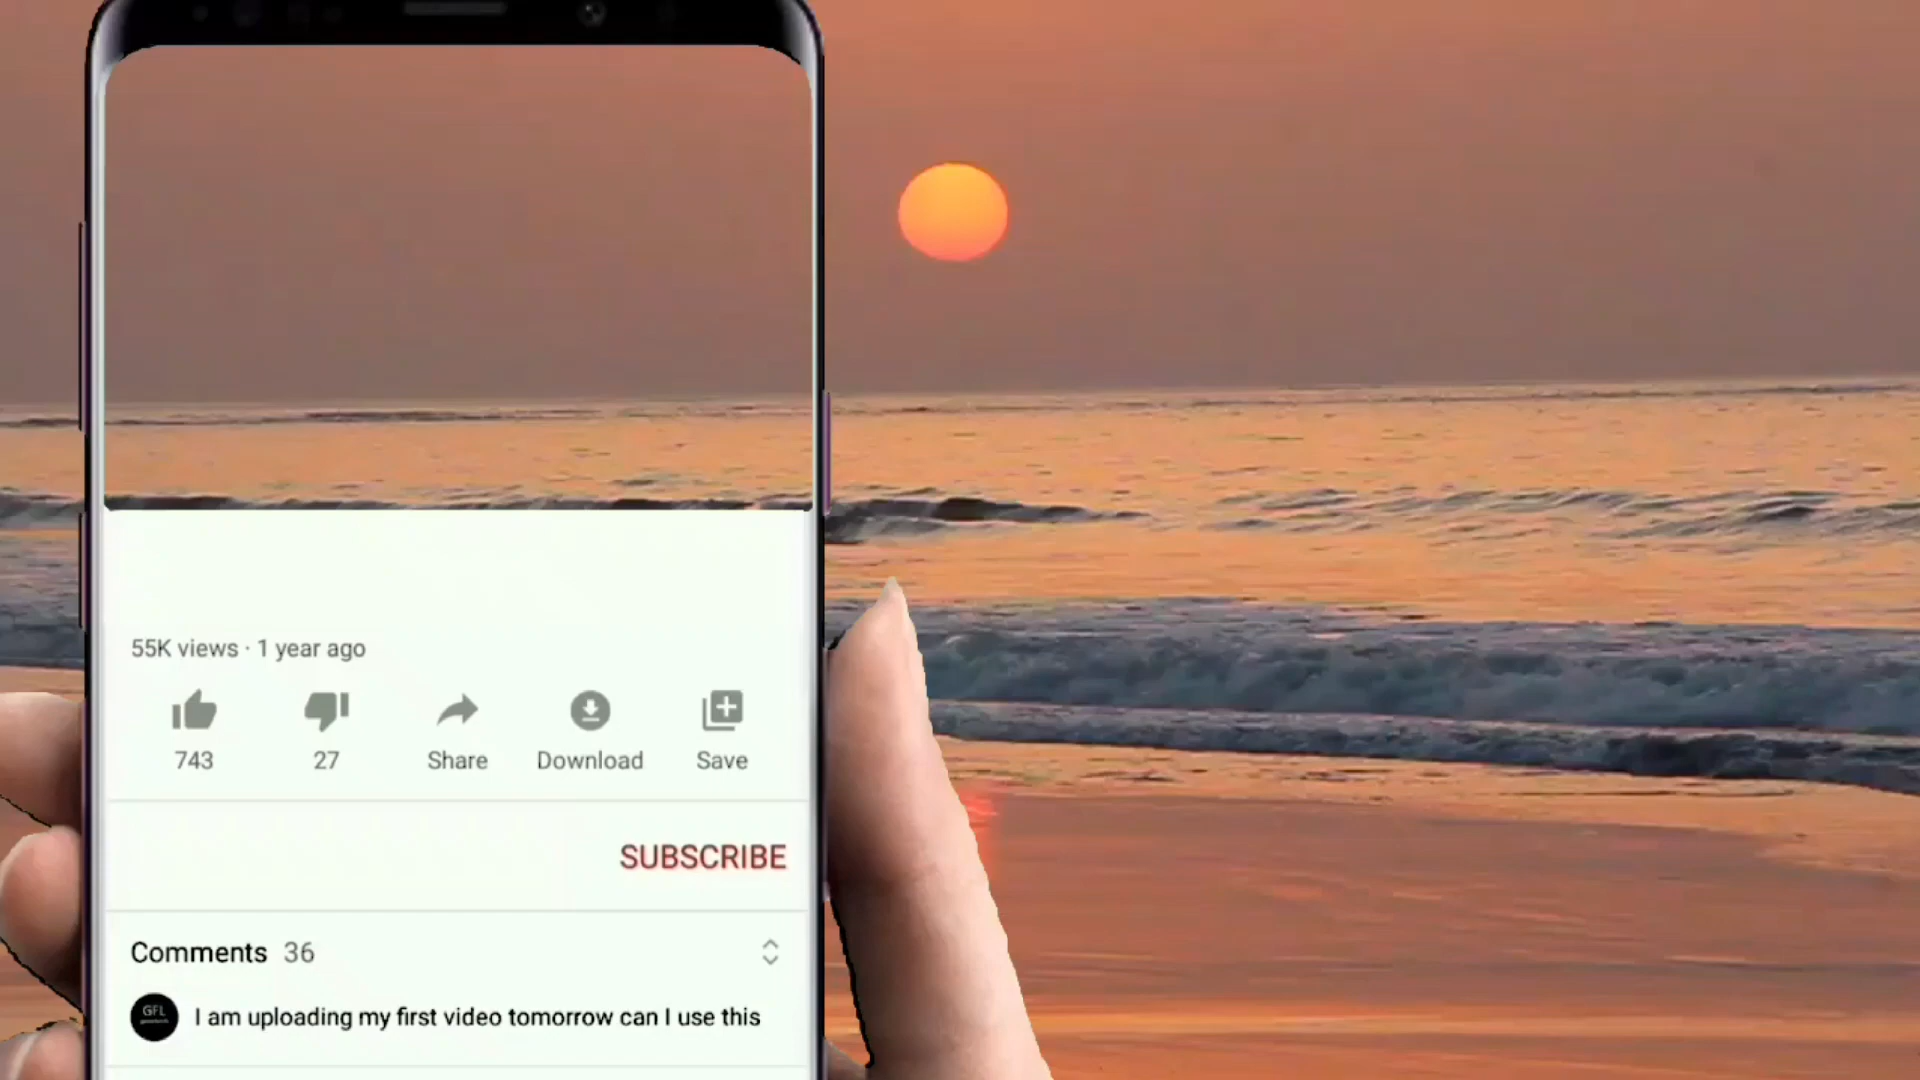 55K views · 1 year ago
743 27 Share Download Save
SUBSCRIBE
Comments 36
GFL
I am uploading my first video tomorrow can I use this